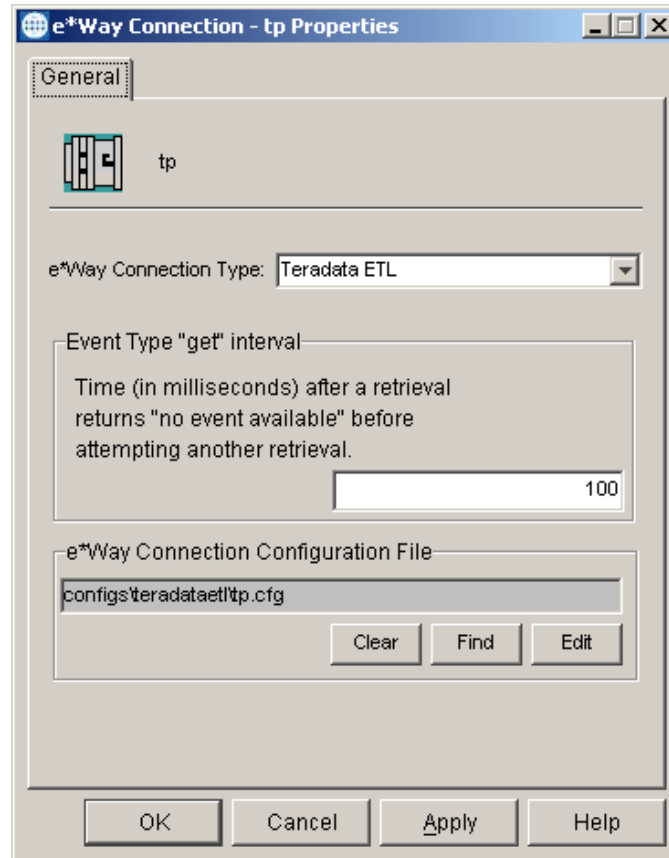 e*Way Connection - tp Properties
General
tp
e*Way Connection Type: Teradata ETL
Event Type "get" interval
Time (in milliseconds) after a retrieval
returns "no event available" before
attempting another retrieval.
100
e*Way Connection Configuration File
configs\teradataetl\tp.cfg
Clear Find Edit
OK Cancel Apply Help